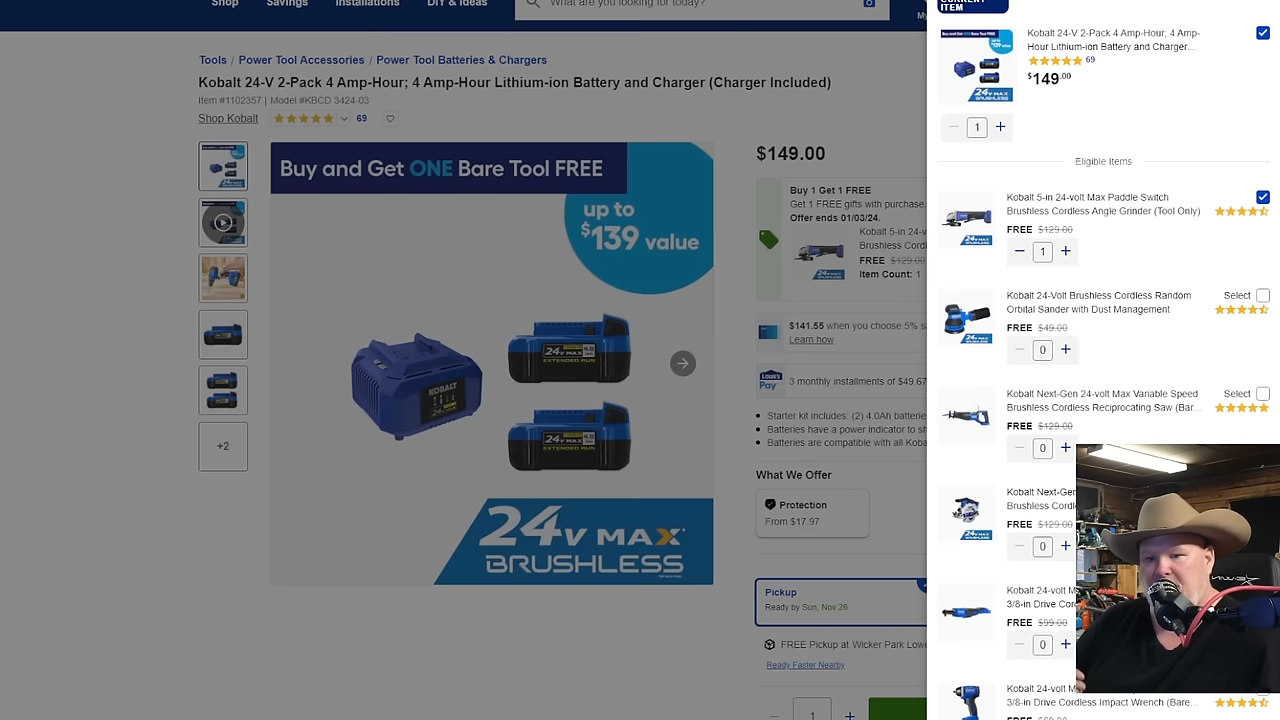 Shop
Savings
Installations
DIY & Ideas
What are you looking for today?
My
Tools / Power Tool Accessories / Power Tool Batteries & Chargers
Kobalt 24-V 2-Pack 4 Amp-Hour; 4 Amp-Hour Lithium-ion Battery and Charger (Charger Included)
Item #1102357 | Model #KBCD 3424-03
Shop Kobalt
69
+2
Buy and Get ONE Bare Tool FREE
up to
$139 value
KOBALT
24V MAX
EXTENDED RUN
24V MAX
EXTENDED RUN
24V MAX
BRUSHLESS
$149.00
Buy 1 Get 1 FREE
Get 1 FREE gifts with purchase
Offer ends 01/03/24.
Kobalt 5-in 24-v
Brushless Cord
FREE $129.00
Item Count: 1
$141.55 when you choose 5% s
Learn how
LOWE'S
Pay
3 monthly installments of $49.67
Starter kit includes: (2) 4.0Ah batterie
Batteries have a power indicator to sh
Batteries are compatible with all Koba
What We Offer
Protection
From $17.97
Pickup
Ready by Sun, Nov 26
FREE Pickup at Wicker Park Lowe
Ready Faster Nearby
1
CURRENT
ITEM
Kobalt 24-V 2-Pack 4 Amp-Hour; 4 Amp-
Hour Lithium-ion Battery and Charger...
69
$149.00
1
Eligible Items
Kobalt 5-in 24-volt Max Paddle Switch
Brushless Cordless Angle Grinder (Tool Only)
FREE $129.00
1
Kobalt 24-Volt Brushless Cordless Random
Orbital Sander with Dust Management
Select
FREE $49.00
0
Kobalt Next-Gen 24-volt Max Variable Speed
Brushless Cordless Reciprocating Saw (Bar...
Select
FREE $129.00
0
Kobalt Next-Gen
Brushless Cordl
FREE $129.00
0
Kobalt 24-volt M
3/8-in Drive Cor
FREE $99.00
0
Kobalt 24-volt M
3/8-in Drive Cordless Impact Wrench (Bare...